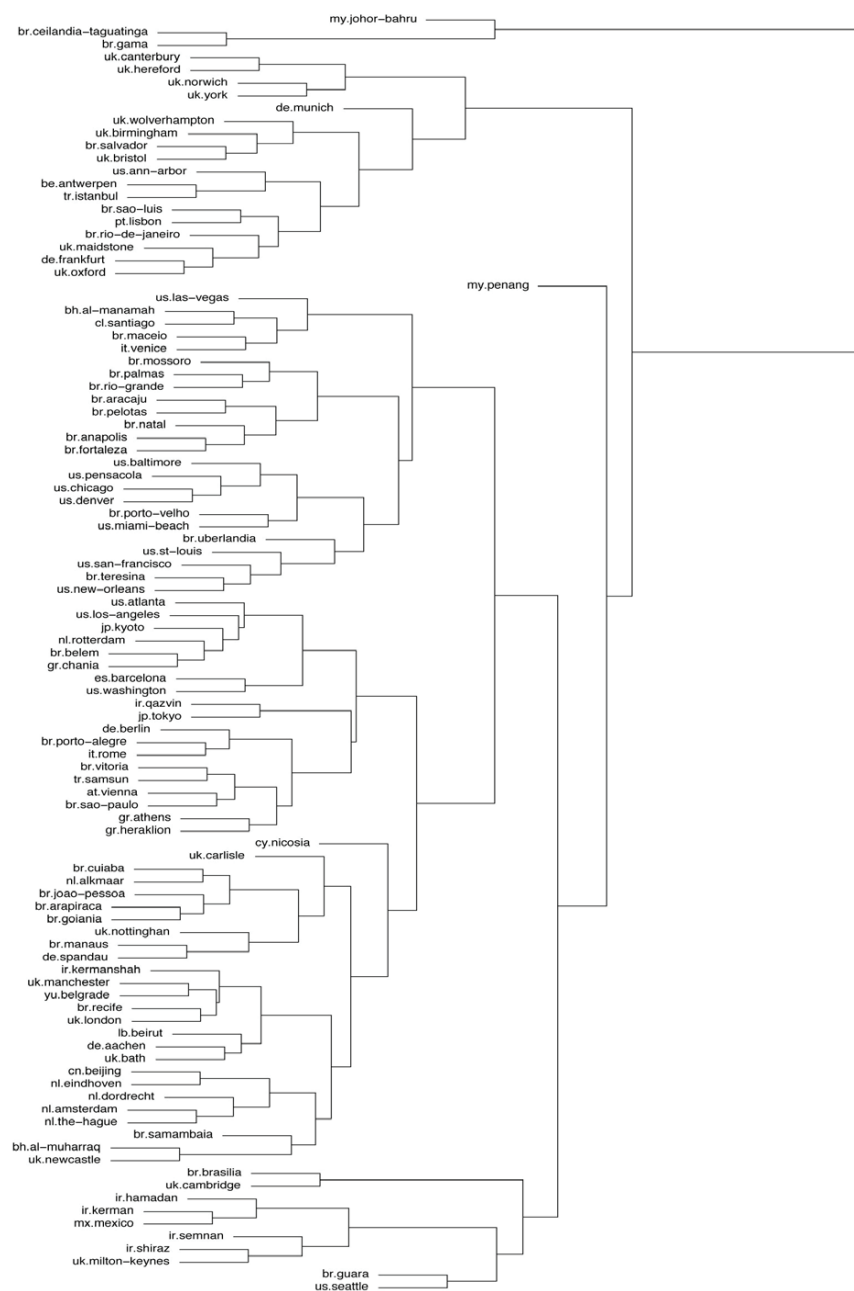 my.johor-bahru
br.ceilandia-taguatinga
br.gama
uk.canterbury
uk.hereford
uk.norwich
uk.york
de.munich
uk.wolverhampton
uk.birmingham
br.salvador
uk.bristol
us.ann-arbor
be.antwerpen
tr.istanbul
br.sao-luis
pt.lisbon
br.rio-de-janeiro
uk.maidstone
de.frankfurt
uk.oxford
my.penang
us.las-vegas
bh.al-manamah
cl.santiago
br.maceio
it.venice
br.mossoro
br.palmas
br.rio-grande
br.aracaju
br.pelotas
br.natal
br.anapolis
br.fortaleza
us.baltimore
us.pensacola
us.chicago
us.denver
br.porto-velho
us.miami-beach
br.uberlandia
us.st-louis
us.san-francisco
br.teresina
us.new-orleans
us.atlanta
us.los-angeles
jp.kyoto
nl.rotterdam
br.belem
gr.chania
es.barcelona
us.washington
ir.qazvin
jp.tokyo
de.berlin
br.porto-alegre
it.rome
br.vitoria
tr.samsun
at.vienna
br.sao-paulo
gr.athens
gr.heraklion
cy.nicosia
uk.carlisle
br.cuiaba
nl.alkmaar
br.joao-pessoa
br.arapiraca
br.goiania
uk.nottinghan
br.manaus
de.spandau
ir.kermanshah
uk.manchester
yu.belgrade
br.recife
uk.london
lb.beirut
de.aachen
uk.bath
cn.beijing
nl.eindhoven
nl.dordrecht
nl.amsterdam
nl.the-hague
br.samambaia
bh.al-muharraq
uk.newcastle
br.brasilia
uk.cambridge
ir.hamadan
ir.kerman
mx.mexico
ir.semnan
ir.shiraz
uk.milton-keynes
br.guara
us.seattle